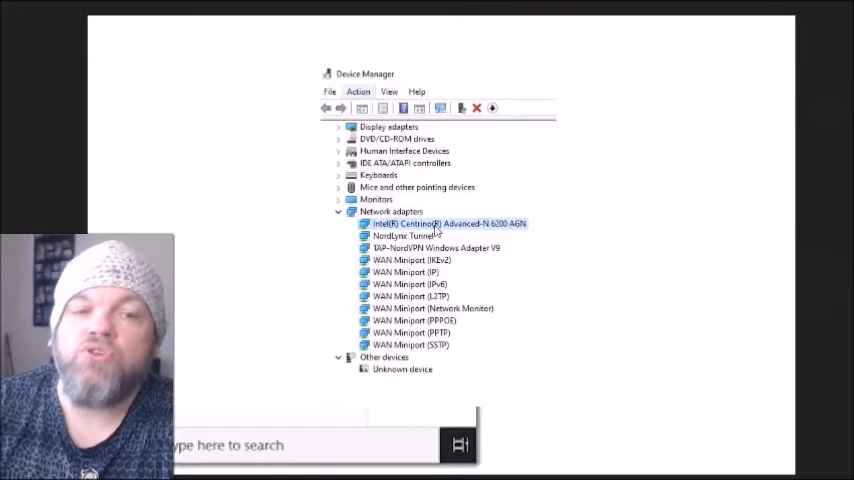 Device Manager
File Action View Help
Display adapters
DVD/CD-ROM drives
Human Interface Devices
IDE ATA/ATAPI controllers
Keyboards
Mice and other pointing devices
Monitors
Network adapters
Intel(R) Centrino(R) Advanced-N 6200 AGN
NordLynx Tunnel
TAP-NordVPN Windows Adapter V9
WAN Miniport (IKEv2)
WAN Miniport (IP)
WAN Miniport (IPv6)
WAN Miniport (L2TP)
WAN Miniport (Network Monitor)
WAN Miniport (PPPOE)
WAN Miniport (PPTP)
WAN Miniport (SSTP)
Other devices
Unknown device
ype here to search